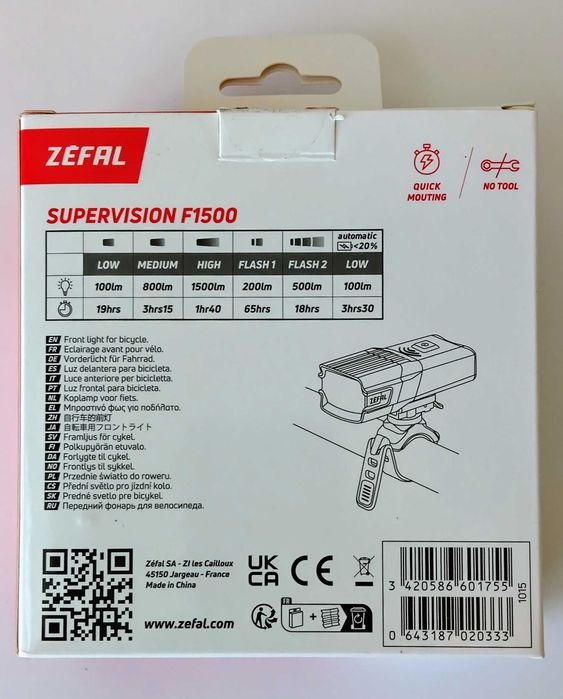 ZÉFAL
QUICK
MOUTING
NO TOOL
SUPERVISION F1500
automatic
<20%
LOW MEDIUM HIGH FLASH 1 FLASH 2 LOW
100lm 800lm 1500lm 200lm 500lm 100lm
19hrs 3hrs15 1hr40 65hrs 18hrs 3hrs30
EN Front light for bicycle.
FR Eclairage avant pour vélo.
DE Vorderlicht für Fahrrad.
ES Luz delantera para bicicleta.
IT Luce anteriore per bicicletta.
PT Luz frontal para bicicleta.
NL Koplamp voor fiets.
EL Μπροστινό φως για ποδήλατο.
ZH 自行车的前灯
JA 自転車用フロントライト
SV Framljus för cykel.
FI Polkupyörän etuvalo.
DA Forlygte til cykel.
NO Frontlys til sykkel.
PL Przednie światło do roweru.
CS Přední světlo pro jízdní kolo.
SK Predné svetlo pre bicykel.
RU Передний фонарь для велосипеда.
ZÉFAL
Zéfal SA - ZI les Cailloux
45150 Jargeau - France
Made in China
www.zefal.com
UK
CA
CE
FR
+
3 420586 601755
0 643187 020333
1015